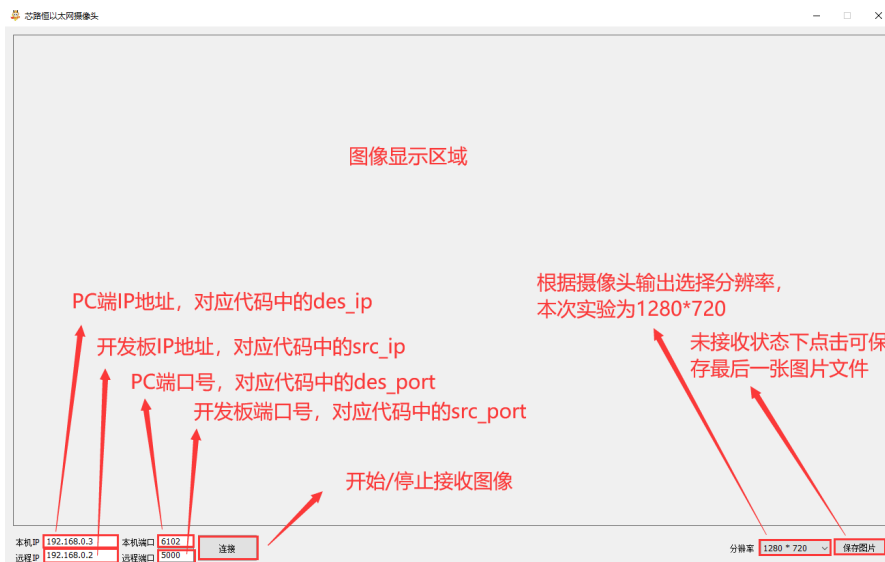 芯路恒以太网摄像头
图像显示区域
根据摄像头输出选择分辨率，
本次实验为1280*720
PC端IP地址，对应代码中的des_ip
开发板IP地址，对应代码中的src_ip
未接收状态下点击可保
存最后一张图片文件
PC端口号，对应代码中的des_port
开发板端口号，对应代码中的src_port
开始/停止接收图像
本机IP 192.168.0.3 本机端口 6102
远程IP 192.168.0.2 远程端口 5000
连接
分辨率 1280 * 720 保存图片